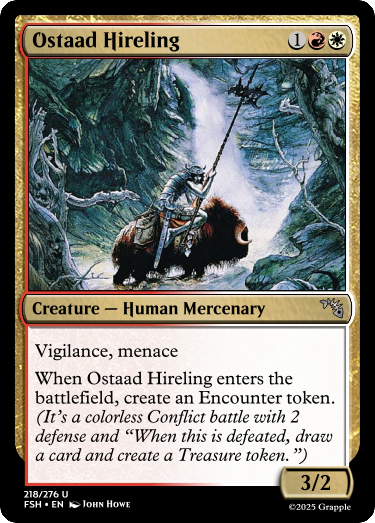 Ostaad Hireling 1
Creature — Human Mercenary
Vigilance, menace
When Ostaad Hireling enters the
battlefield, create an Encounter token.
(It's a colorless Conflict battle with 2
defense and “When this is defeated, draw
a card and create a Treasure token.”)
3/2
218/276 U
FSH • EN John Howe
©2025 Grapple